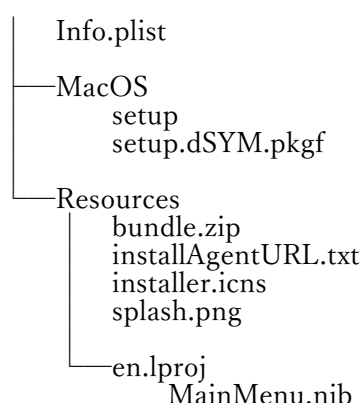 Info.plist
MacOS
setup
setup.dSYM.pkgf
Resources
bundle.zip
installAgentURL.txt
installer.icns
splash.png
en.lproj
MainMenu.nib